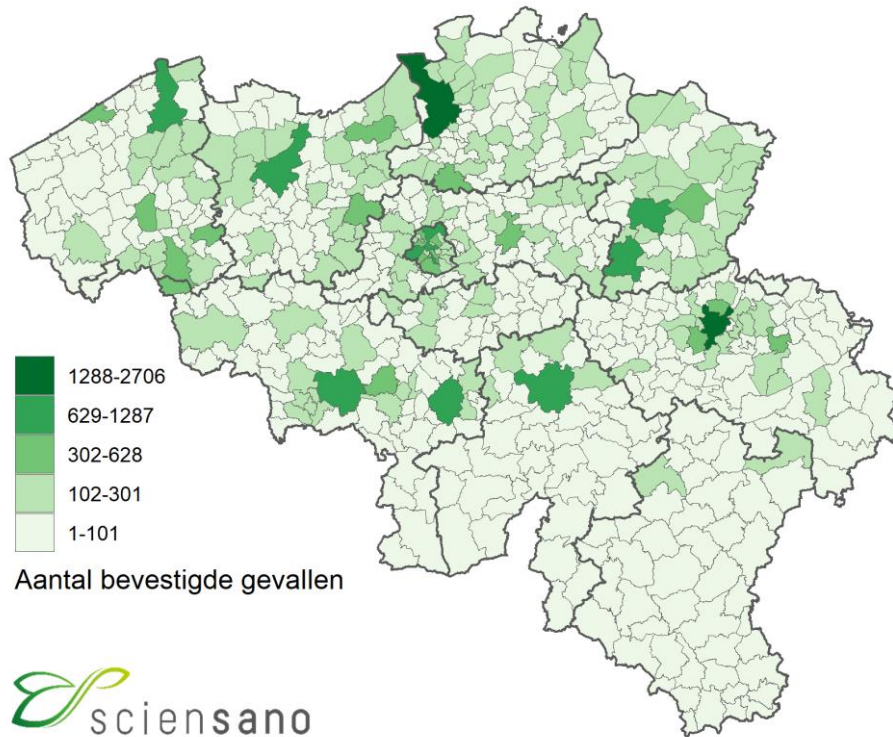 1288-2706
629-1287
302-628
102-301
1-101
Aantal bevestigde gevallen
sciensano